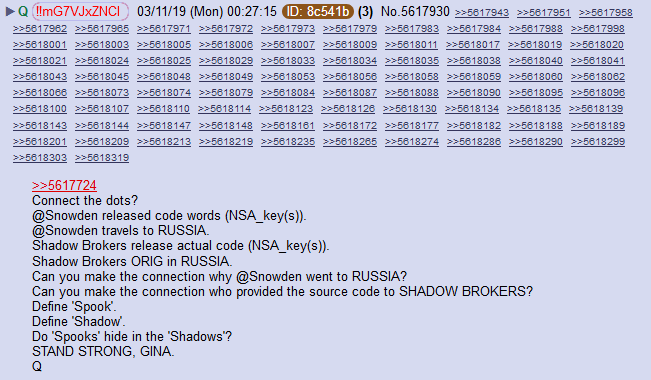 ▶ Q !!mG7VJxZNCI 03/11/19 (Mon) 00:27:15 ID: 8c541b (3) No.5617930 >>5617943 >>5617951 >>5617958
>>5617962 >>5617965 >>5617971 >>5617972 >>5617973 >>5617979 >>5617983 >>5617984 >>5617988 >>5617998
>>5618001 >>5618003 >>5618005 >>5618006 >>5618007 >>5618009 >>5618011 >>5618017 >>5618019 >>5618020
>>5618021 >>5618024 >>5618025 >>5618029 >>5618033 >>5618034 >>5618035 >>5618038 >>5618040 >>5618041
>>5618043 >>5618045 >>5618048 >>5618049 >>5618053 >>5618056 >>5618058 >>5618059 >>5618060 >>5618062
>>5618066 >>5618073 >>5618074 >>5618079 >>5618084 >>5618087 >>5618088 >>5618090 >>5618095 >>5618096
>>5618100 >>5618107 >>5618110 >>5618114 >>5618123 >>5618126 >>5618130 >>5618134 >>5618135 >>5618139
>>5618143 >>5618144 >>5618147 >>5618148 >>5618161 >>5618172 >>5618177 >>5618182 >>5618188 >>5618189
>>5618201 >>5618209 >>5618213 >>5618219 >>5618235 >>5618265 >>5618274 >>5618286 >>5618290 >>5618299
>>5618303 >>5618319
>>5617724
Connect the dots?
@Snowden released code words (NSA_key(s)).
@Snowden travels to RUSSIA.
Shadow Brokers release actual code (NSA_key(s)).
Shadow Brokers ORIG in RUSSIA.
Can you make the connection why @Snowden went to RUSSIA?
Can you make the connection who provided the source code to SHADOW BROKERS?
Define 'Spook'.
Define 'Shadow'.
Do 'Spooks' hide in the 'Shadows'?
STAND STRONG, GINA.
Q